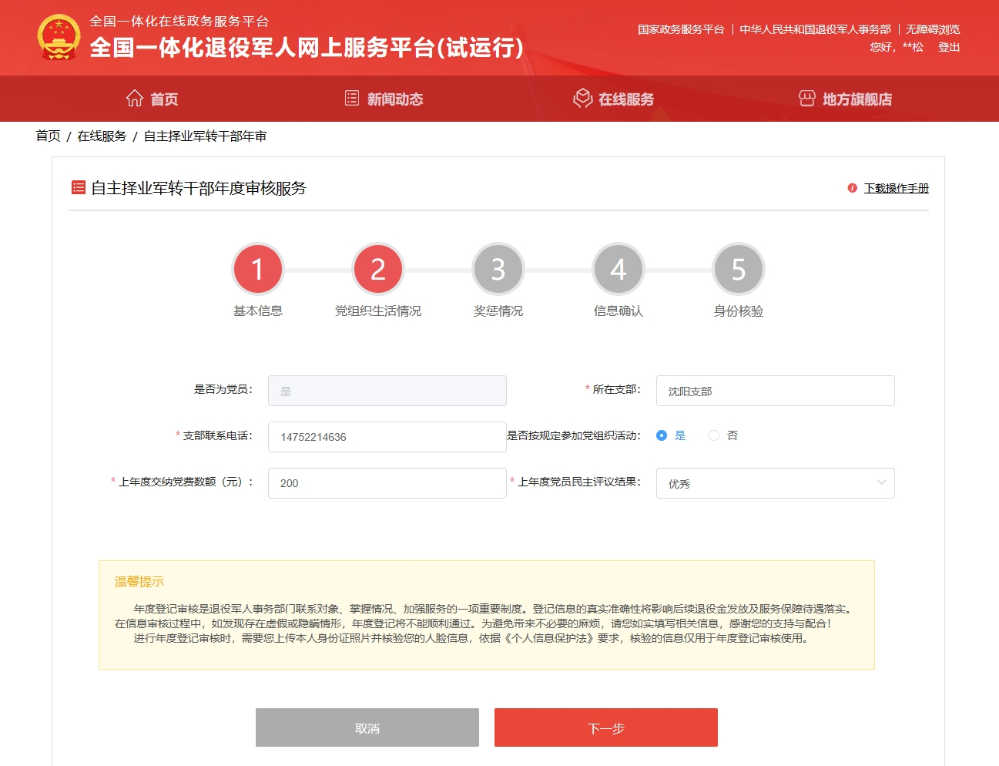 全国一体化在线政务服务平台
全国一体化退役军人网上服务平台(试运行)
国家政务服务平台 | 中华人民共和国退役军人事务部 | 无障碍浏览
您好，**松 登出
首页 新闻动态 在线服务 地方旗舰店
首页 / 在线服务 / 自主择业军转干部年审
自主择业军转干部年度审核服务
下载操作手册
1 2 3 4 5
基本信息 党组织生活情况 奖惩情况 信息确认 身份核验
是否为党员： 是 * 所在支部： 沈阳支部
* 支部联系电话： 14752214636 是否按规定参加党组织活动： 是 否
* 上年度交纳党费数额（元）： 200 * 上年度党员民主评议结果： 优秀
温馨提示
年度登记审核是退役军人事务部门联系对象、掌握情况、加强服务的一项重要制度。登记信息的真实准确性将影响后续退役金发放及服务保障待遇落实。
在信息审核过程中，如发现存在虚假或隐瞒情形，年度登记将不能顺利通过。为避免带来不必要的麻烦，请您如实填写相关信息，感谢您的支持与配合！
进行年度登记审核时，需要您上传本人身份证照片并核验您的人脸信息，依据《个人信息保护法》要求，核验的信息仅用于年度登记审核使用。
取消 下一步